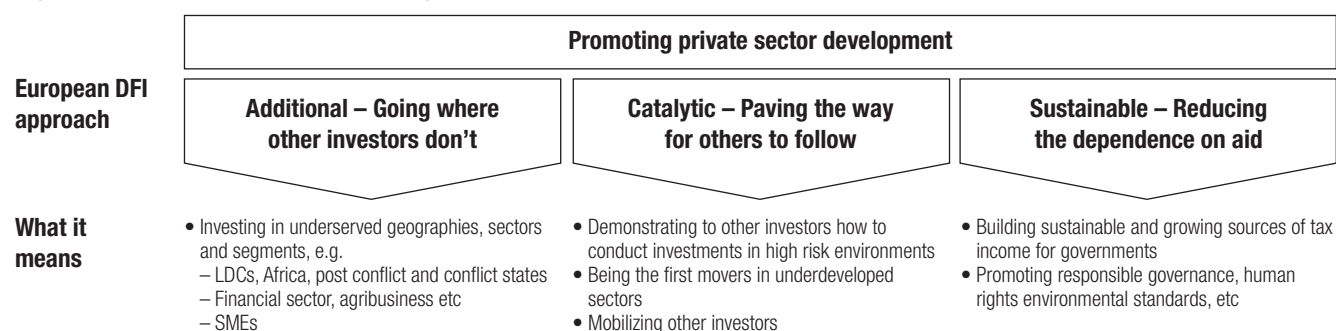 Promoting private sector development
European DFI
approach
Additional – Going where
other investors don't
Catalytic – Paving the way
for others to follow
Sustainable – Reducing
the dependence on aid
What it
means
• Investing in underserved geographies, sectors
and segments, e.g.
– LDCs, Africa, post conflict and conflict states
– Financial sector, agribusiness etc
– SMEs
• Demonstrating to other investors how to
conduct investments in high risk environments
• Being the first movers in underdeveloped
sectors
• Mobilizing other investors
• Building sustainable and growing sources of tax
income for governments
• Promoting responsible governance, human
rights environmental standards, etc